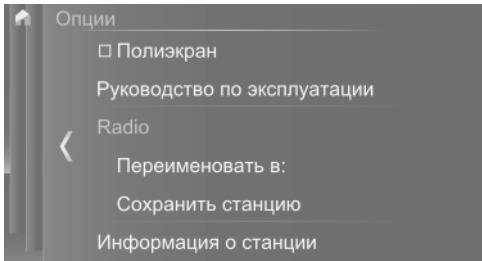 Опции
Полиэкран
Руководство по эксплуатации
Radio
Переименовать в:
Сохранить станцию
Информация о станции